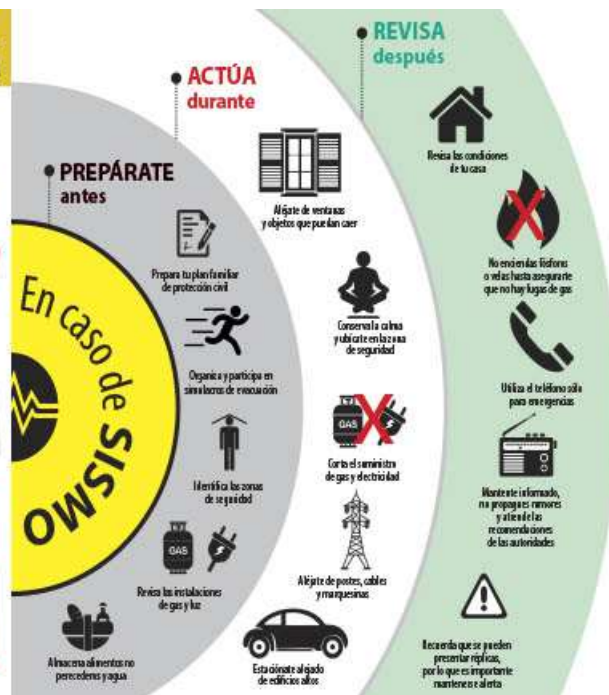 En caso de SISMO
PREPÁRATE
antes
Prepara tu plan familiar
de protección civil
Organiza y participa en
simulacros de evacuación
Identifica las zonas
de seguridad
GAS
Revisa las instalaciones
de gas y luz
Almacena alimentos no
perecederos y agua
ACTÚA
durante
Aléjate de ventanas
y objetos que puedan caer
Conserva la calma
y ubícate en la zona
de seguridad
GAS
Corta el suministro
de gas y electricidad
Aléjate de postes, cables
y marquesinas
Estaciónate alejado
de edificios altos
REVISA
después
Revisa las condiciones
de tu casa
No enciendas fósforos
o velas hasta asegurarte
que no hay fugas de gas
Utiliza el teléfono sólo
para emergencias
Mantente informado,
no propagues rumores
y atiende las
recomendaciones
de las autoridades
Recuerda que se pueden
presentar réplicas,
por lo que es importante
mantenerse alerta